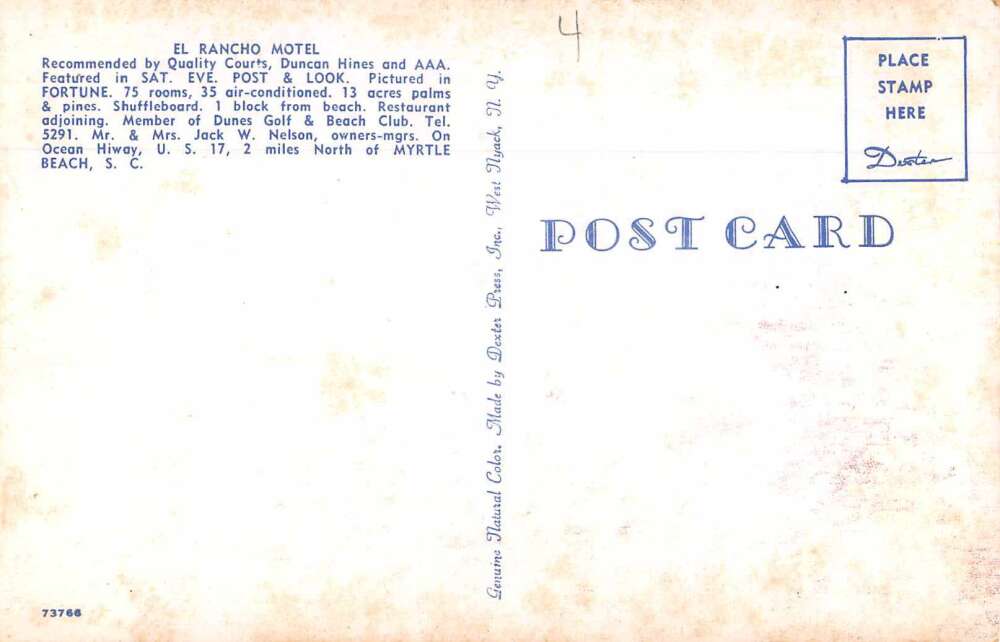 4
EL RANCHO MOTEL
Recommended by Quality Courts, Duncan Hines and AAA.
Featured in SAT. EVE. POST & LOOK. Pictured in
FORTUNE. 75 rooms, 35 air-conditioned. 13 acres palms
& pines. Shuffleboard. 1 block from beach. Restaurant
adjoining. Member of Dunes Golf & Beach Club. Tel.
5291. Mr. & Mrs. Jack W. Nelson, owners-mgrs. On
Ocean Hiway, U. S. 17, 2 miles North of MYRTLE
BEACH, S. C.
Genuine Natural Color. Made by Dexter Press, Inc., West Nyack, N. Y.
PLACE
STAMP
HERE
Dexter
POST CARD
73766